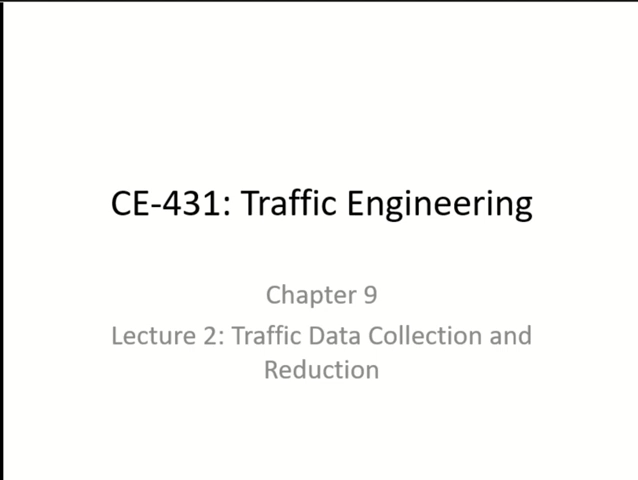 CE-431: Traffic Engineering
Chapter 9
Lecture 2: Traffic Data Collection and
Reduction